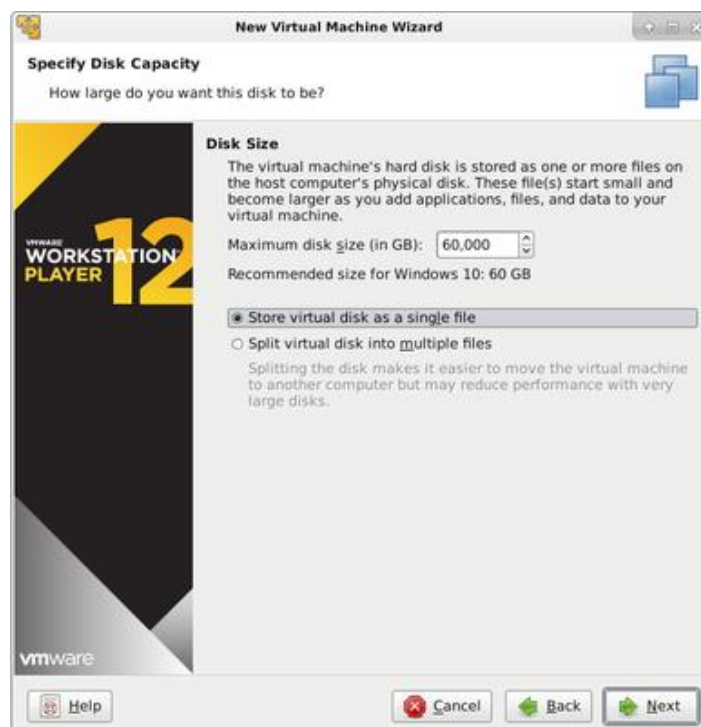 New Virtual Machine Wizard
Specify Disk Capacity
How large do you want this disk to be?
Disk Size
The virtual machine's hard disk is stored as one or more files on
the host computer's physical disk. These file(s) start small and
become larger as you add applications, files, and data to your
virtual machine.
Maximum disk size (in GB): 60,000
Recommended size for Windows 10: 60 GB
Store virtual disk as a single file
Split virtual disk into multiple files
Splitting the disk makes it easier to move the virtual machine
to another computer but may reduce performance with very
large disks.
VMWARE
WORKSTATION 12
PLAYER
vmware
Help Cancel Back Next